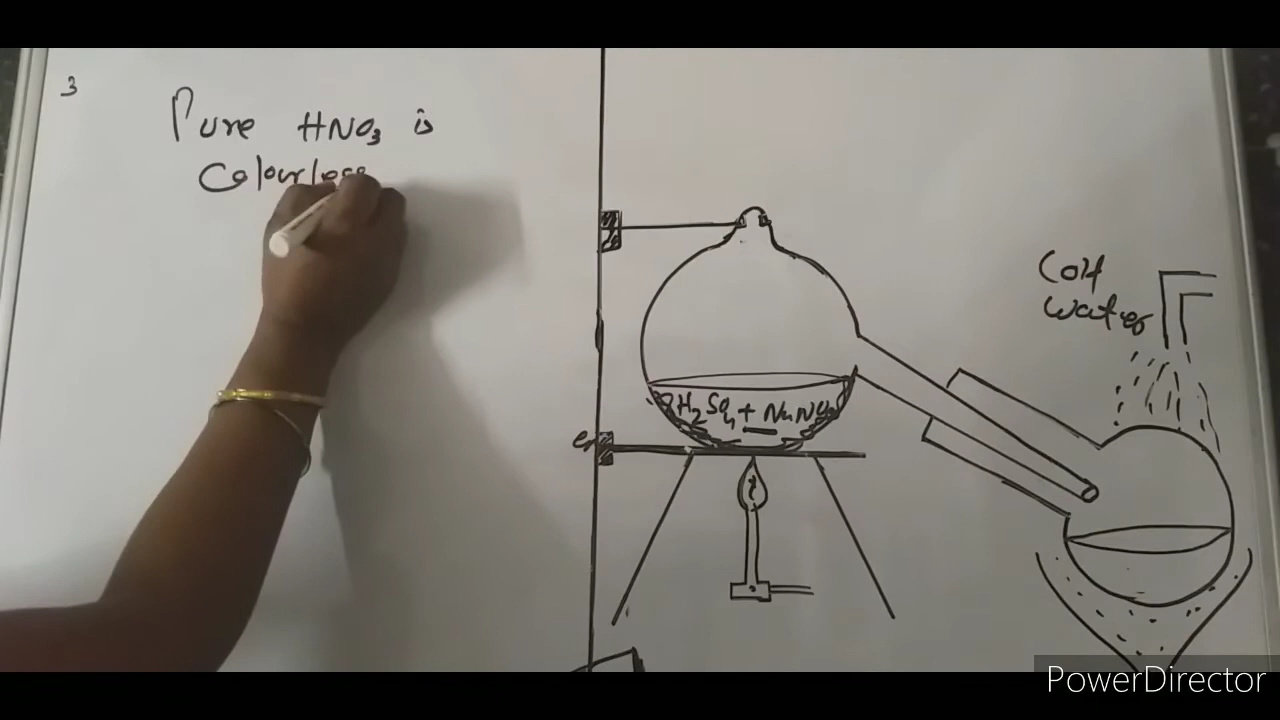 3
Pure HNO₃ is
Colourless
Cold
water
H₂SO₄ + NaNO₃
PowerDirector